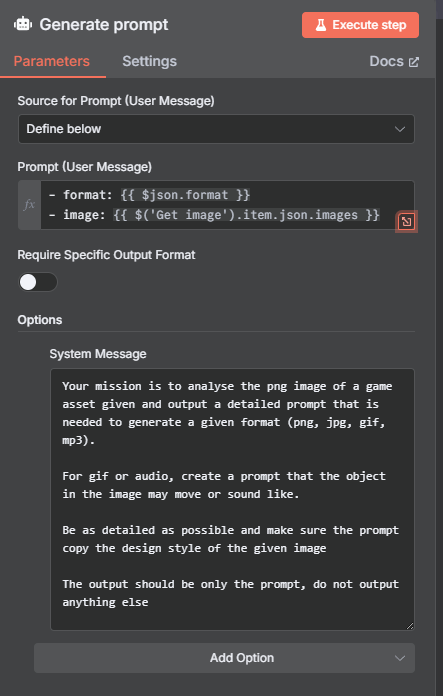 Generate prompt
Execute step
Parameters
Settings
Docs
Source for Prompt (User Message)
Define below
Prompt (User Message)
fx
- format: {{ $json.format }}
- image: {{ $('Get image').item.json.images }}
Require Specific Output Format
Options
System Message
Your mission is to analyse the png image of a game
asset given and output a detailed prompt that is
needed to generate a given format (png, jpg, gif,
mp3).
For gif or audio, create a prompt that the object
in the image may move or sound like.
Be as detailed as possible and make sure the prompt
copy the design style of the given image
The output should be only the prompt, do not output
anything else
Add Option